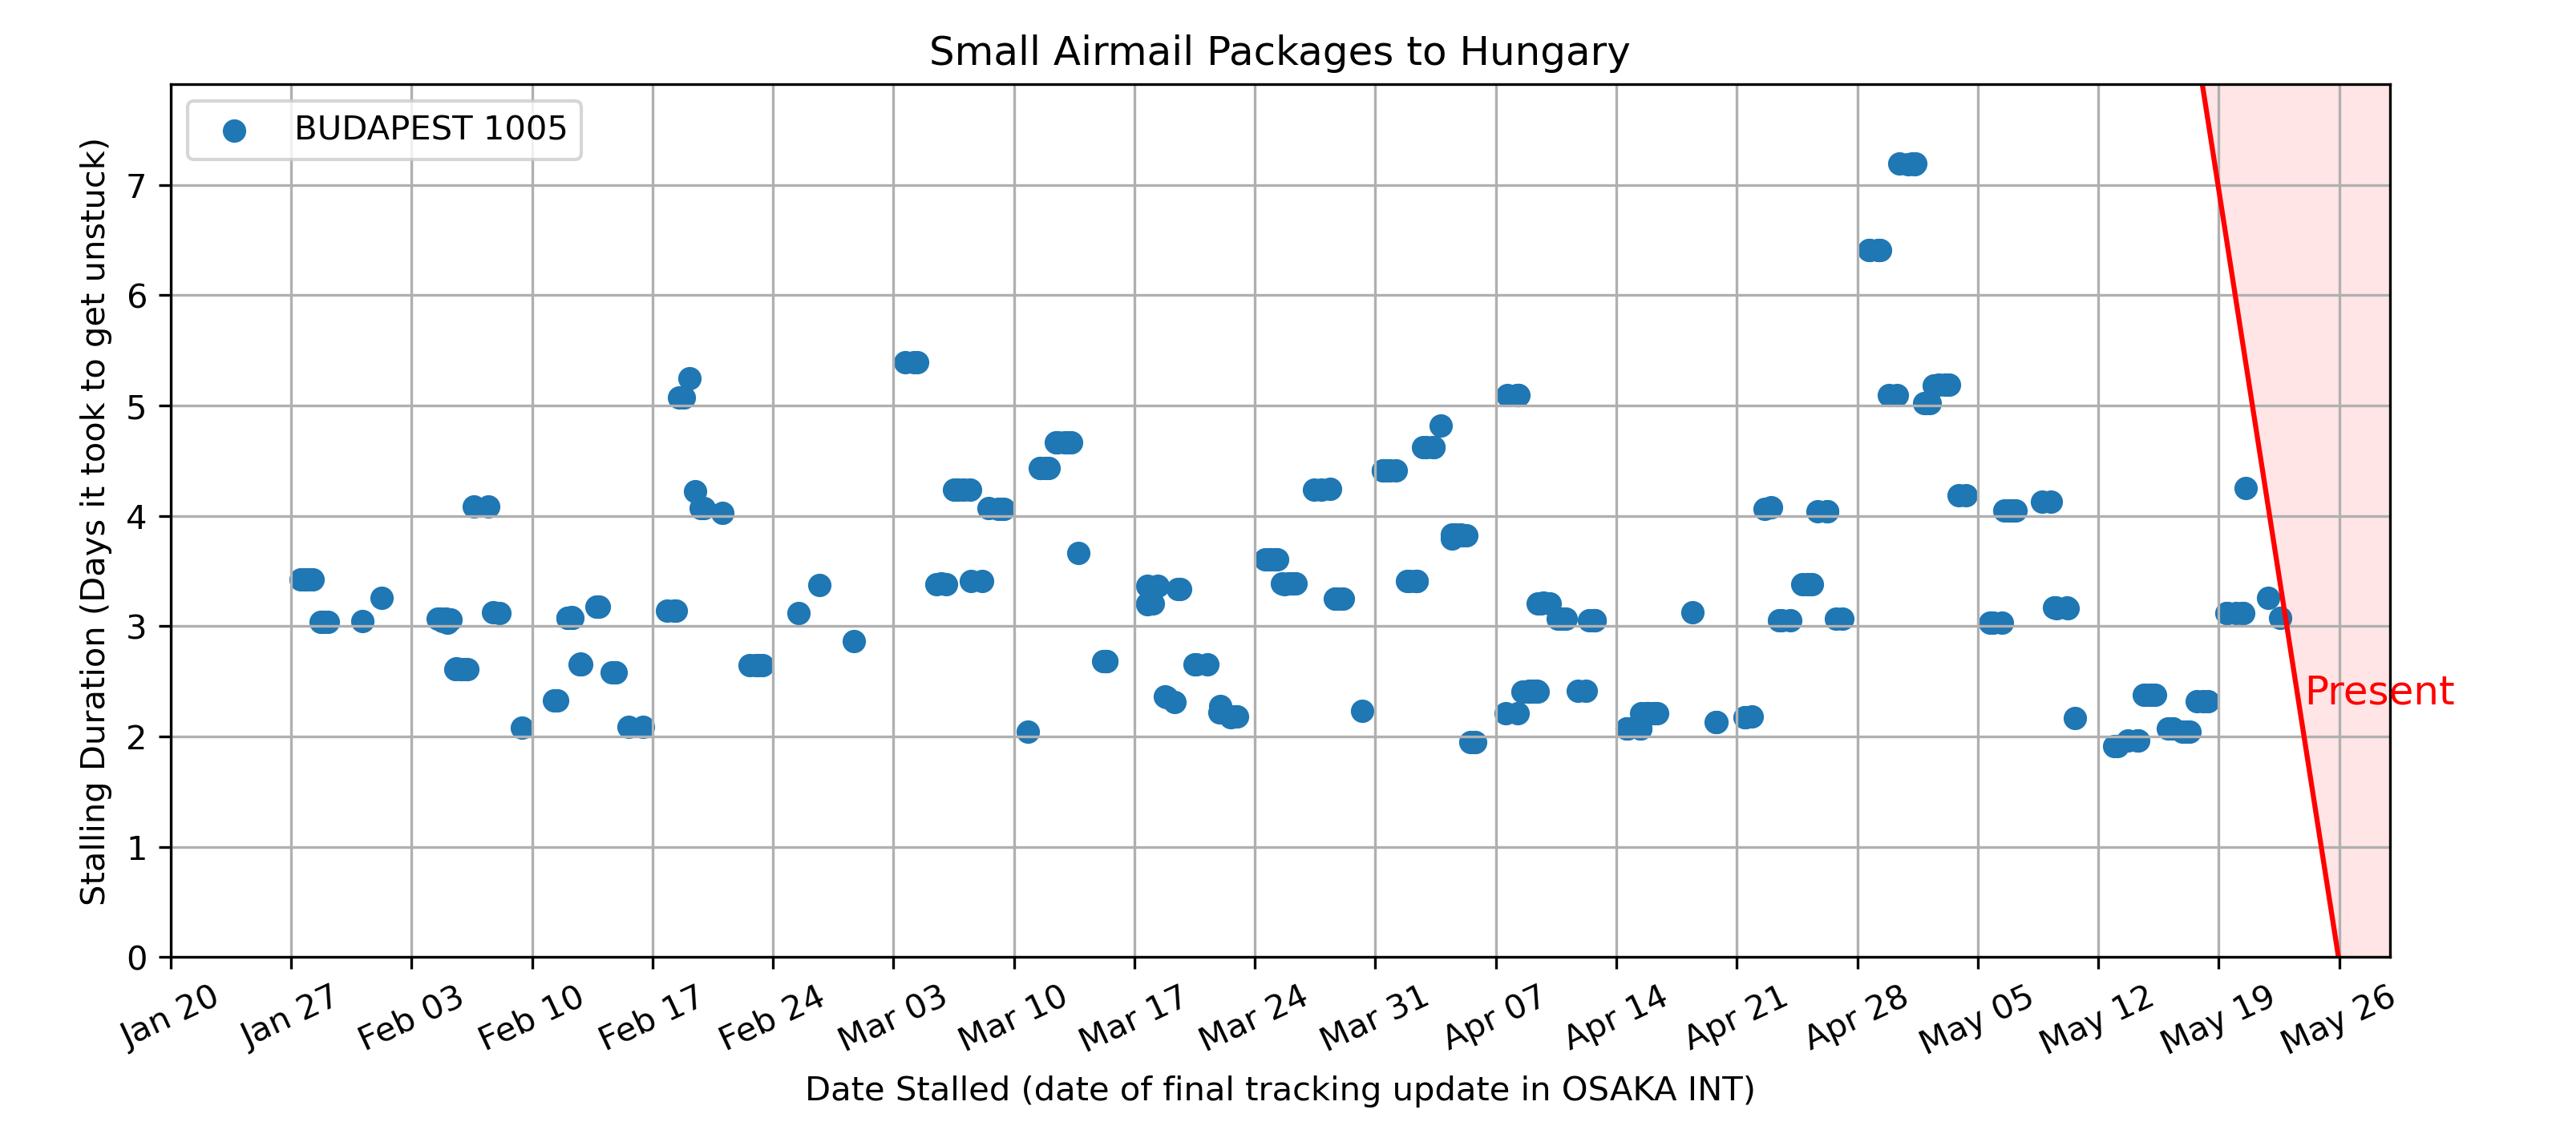 Small Airmail Packages to Hungary
BUDAPEST 1005
Stalling Duration (Days it took to get unstuck)
7
6
5
4
3
2
1
0
Present
Jan 20
Jan 27
Feb 03
Feb 10
Feb 17
Feb 24
Mar 03
Mar 10
Mar 17
Mar 24
Mar 31
Apr 07
Apr 14
Apr 21
Apr 28
May 05
May 12
May 19
May 26
Date Stalled (date of final tracking update in OSAKA INT)